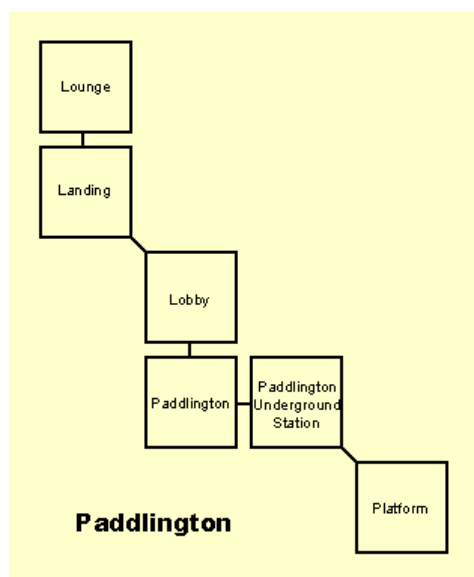 Lounge
Landing
Lobby
Paddlington
Paddlington
Underground
Station
Platform
Paddlington